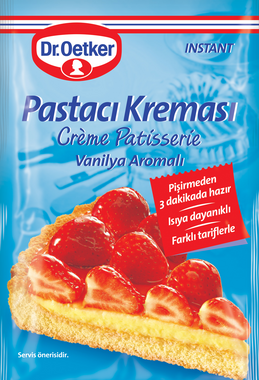 Dr.Oetker
INSTANT
Pastacı Kreması
Crème Patisserie
Vanilya Aromalı
Pişirmeden
3 dakikada hazır
Isıya dayanıklı
Farklı tariflerle
Servis önerisidir.